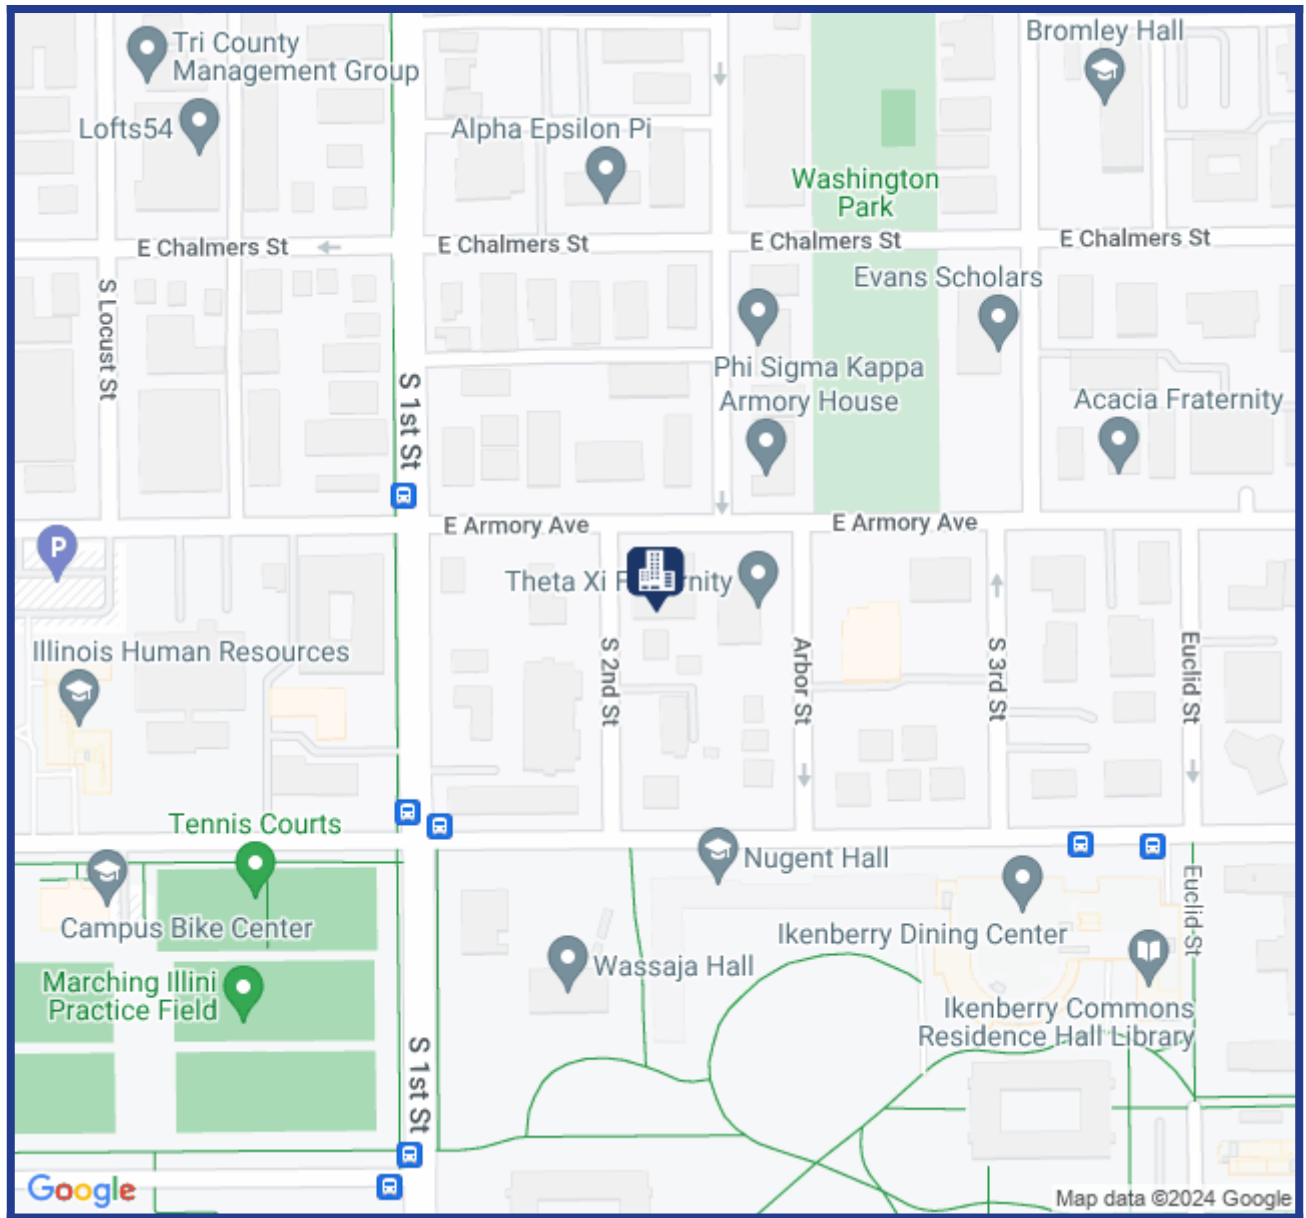 Bromley Hall
Tri County
Management Group
Lofts54
Alpha Epsilon Pi
Washington
Park
E Chalmers St
E Chalmers St
E Chalmers St
E Chalmers St
Evans Scholars
S Locust St
Phi Sigma Kappa
Armory House
S 1st St
Acacia Fraternity
E Armory Ave
E Armory Ave
P
Theta Xi F rnity
Illinois Human Resources
S 2nd St
Arbor St
S 3rd St
Euclid St
Tennis Courts
Nugent Hall
Euclid St
Campus Bike Center
Ikenberry Dining Center
Wassaja Hall
Marching Illini
Practice Field
Ikenberry Commons
Residence Hall Library
S 1st St
Google
Map data ©2024 Google